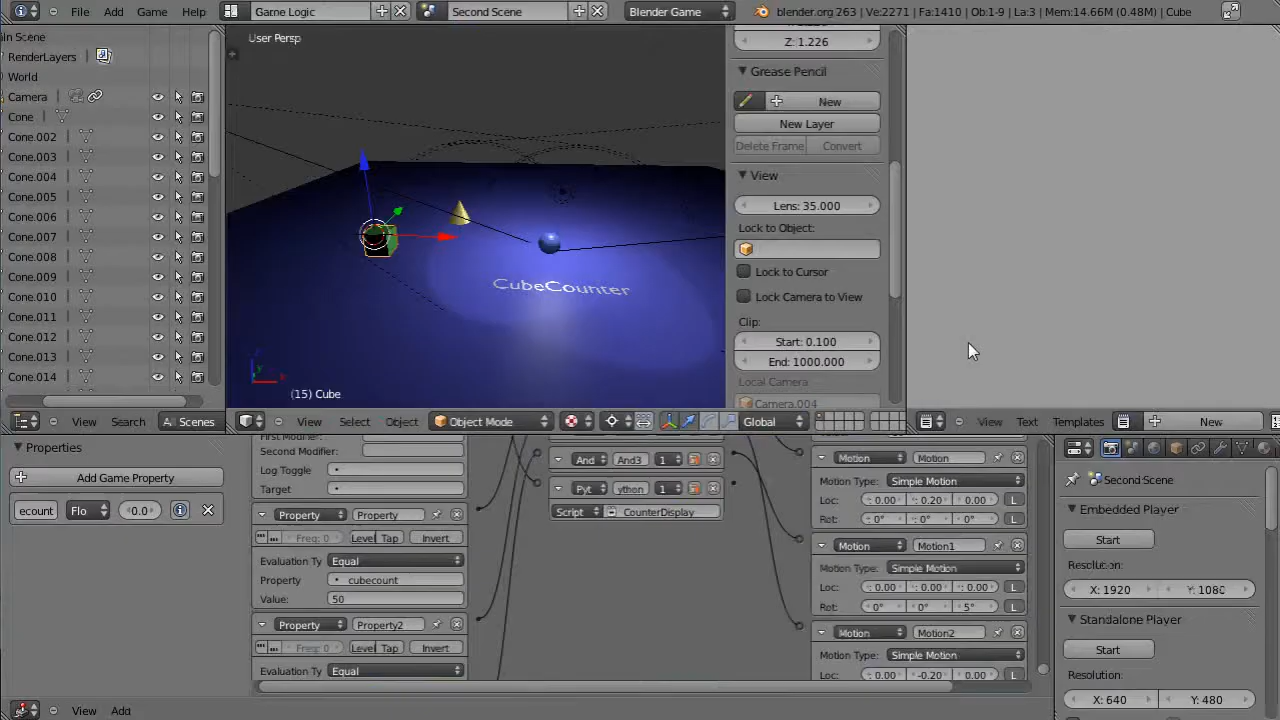 File Add Game Help Game Logic Second Scene Blender Game blender.org 263 | Ve:2271 | Fa:1410 | Ob:1-9 | La:3 | Mem:14.66M (0.48M) | Cube
in Scene
RenderLayers |
World
Camera |
Cone |
Cone.002 |
Cone.003 |
Cone.004 |
Cone.005 |
Cone.006 |
Cone.007 |
Cone.008 |
Cone.009 |
Cone.010 |
Cone.011 |
Cone.012 |
Cone.013 |
Cone.014 |
View Search Scenes
User Persp
CubeCounter
(15) Cube
View Select Object Object Mode Global
Z: 1.226
Grease Pencil
New
New Layer
Delete Frame Convert
View
Lens: 35.000
Lock to Object:
Lock to Cursor
Lock Camera to View
Clip:
Start: 0.100
End: 1000.000
Local Camera
Camera.004
View Text Templates New
Properties
Add Game Property
ecount Flo 0.0
Second Modifier:
Log Toggle
Target
Property Property
Freq: 0 Level Tap Invert
Evaluation Ty Equal
Property cubecount
Value: 50
Property Property2
Freq: 0 Level Tap Invert
Evaluation Ty Equal
And And3 1
Pyt ython 1
Script CounterDisplay
Motion Motion
Motion Type: Simple Motion
Loc: : 0.00 : 0.20 : 0.00 L
Rot: : 0° : 0° : 0° L
Motion Motion1
Motion Type: Simple Motion
Loc: : 0.00 : 0.00 : 0.00 L
Rot: 0° 0° 5° L
Motion Motion2
Motion Type: Simple Motion
Loc: : 0.00 -0.20 : 0.00 L
Second Scene
Embedded Player
Start
Resolution:
X: 1920 Y: 1080
Standalone Player
Start
Resolution:
X: 640 Y: 480
View Add